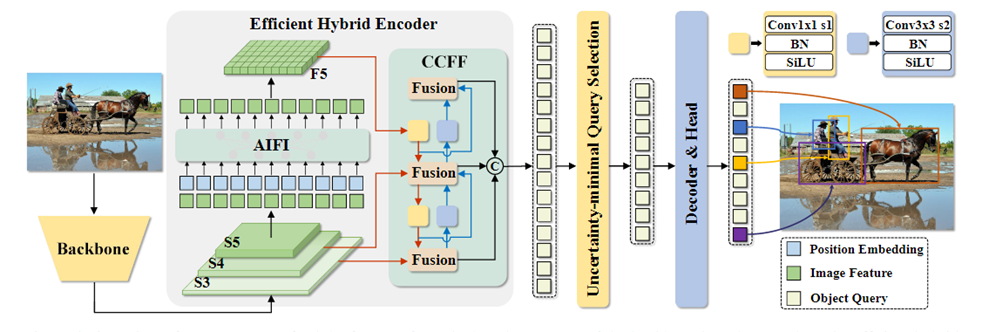 Efficient Hybrid Encoder
F5
CCFF
Fusion
Fusion
Fusion
AIFI
S5
S4
S3
Backbone
C
Uncertainty-minimal Query Selection
Decoder & Head
Conv1x1 s1
BN
SiLU
Conv3x3 s2
BN
SiLU
Position Embedding
Image Feature
Object Query